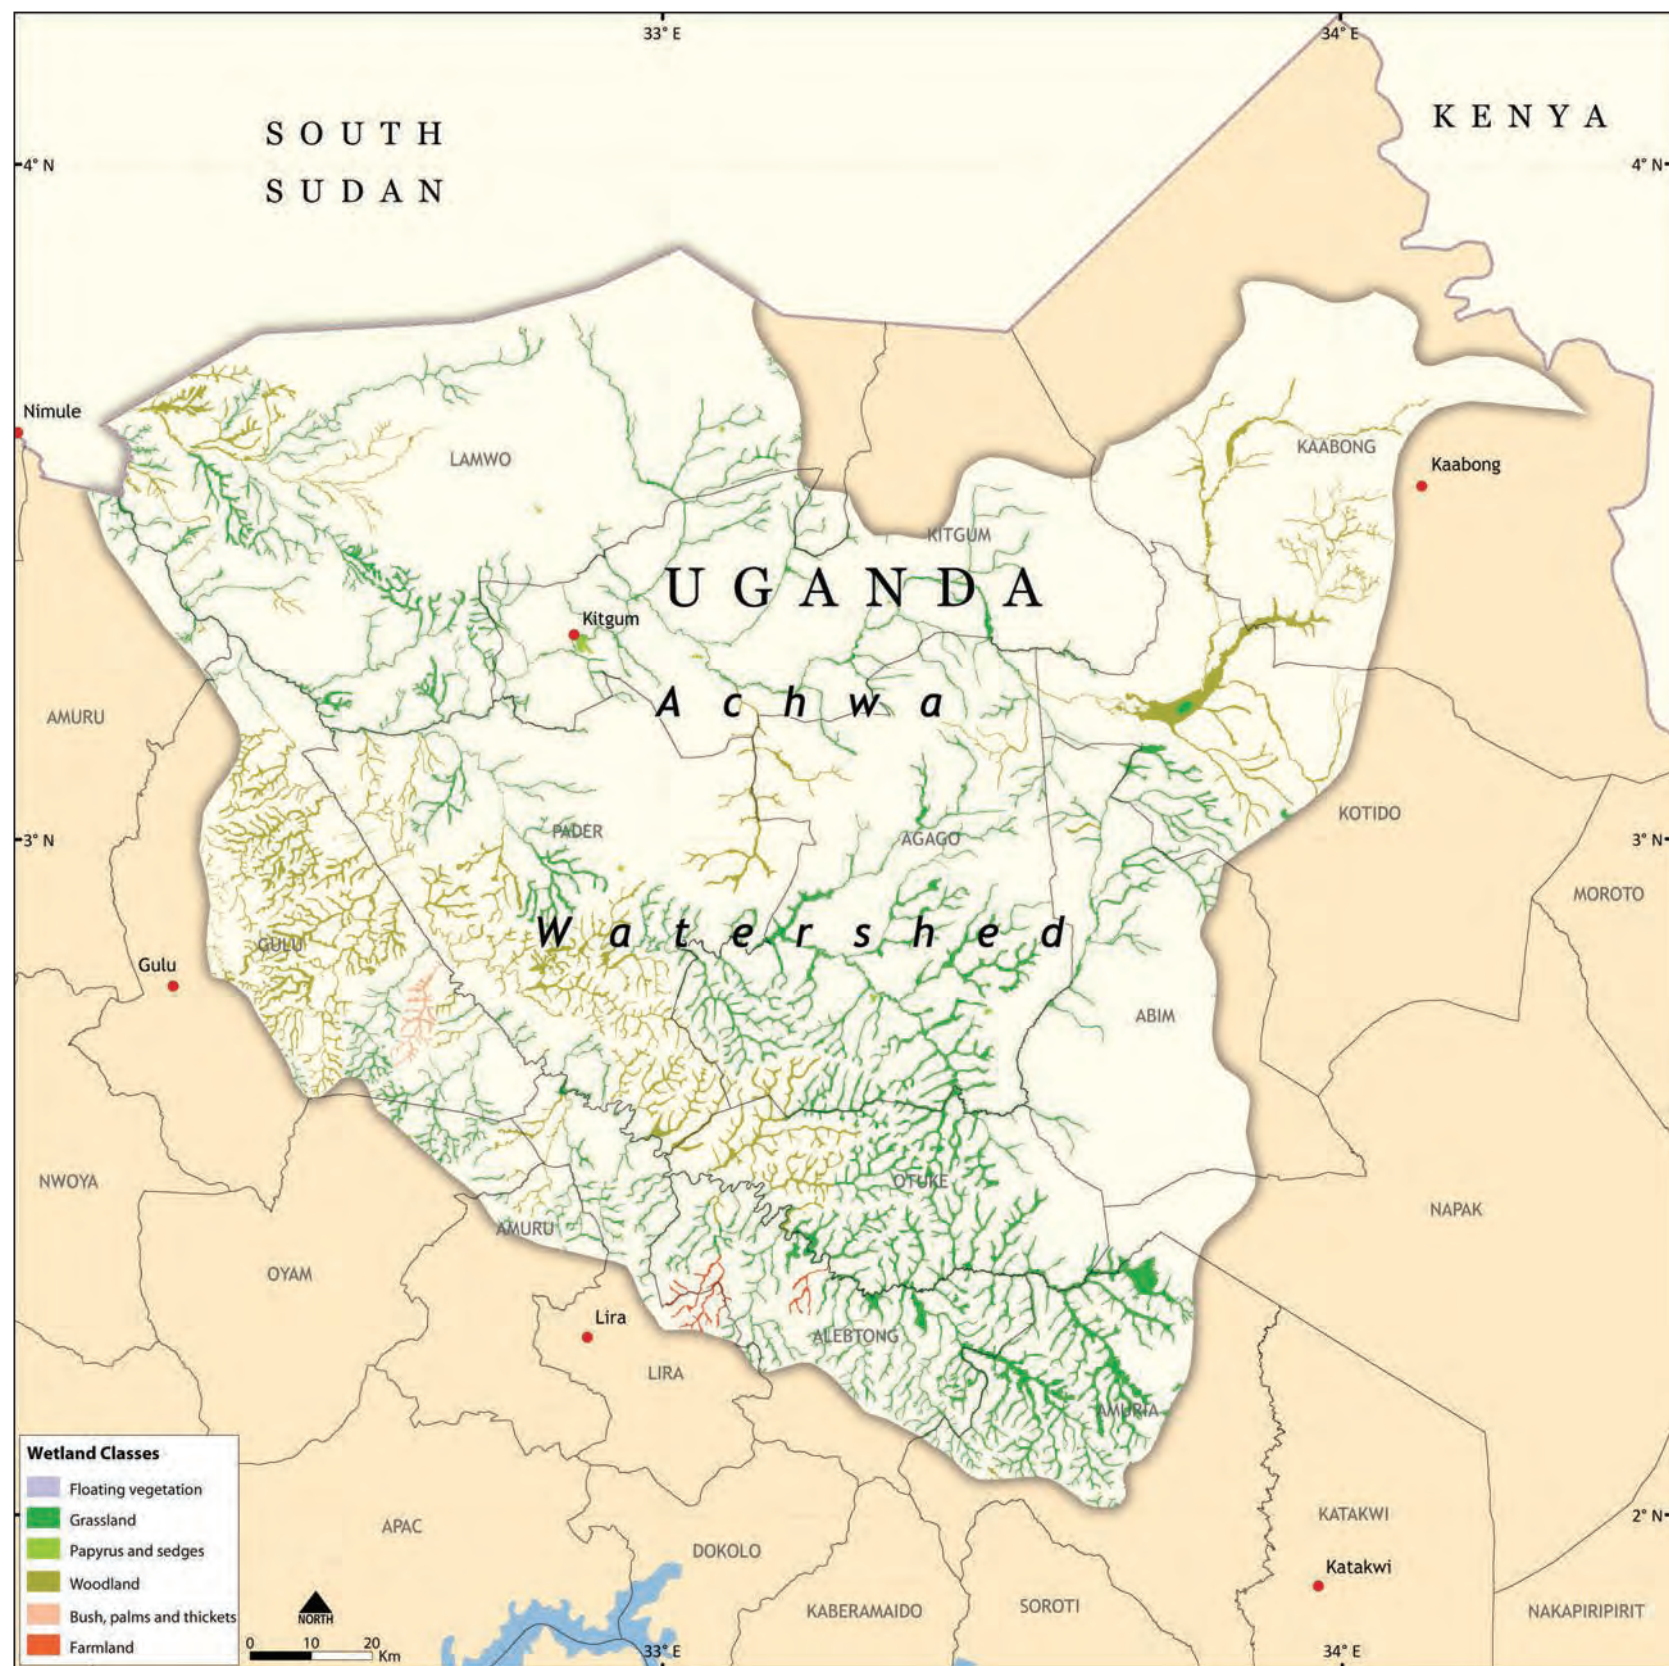 33° E
34° E
SOUTH
SUDAN
KENYA
4° N
4° N
Nimule
LAMWO
KAABONG
Kaabong
KITGUM
UGANDA
Kitgum
Achwa
AMURU
KOTIDO
PADER
AGAGO
3° N
3° N
MOROTO
Watershed
GULU
Gulu
ABIM
NWOYA
OTUKE
NAPAK
AMURU
OYAM
Lira
ALEBTONG
LIRA
AMURIA
Wetland Classes
Floating vegetation
Grassland
Papyrus and sedges
Woodland
Bush, palms and thickets
Farmland
NORTH
0 10 20
Km
APAC
DOKOLO
KATAKWI
2° N
Katakwi
KABERAMAIDO
SOROTI
NAKAPIRIPIRIT
33° E
34° E